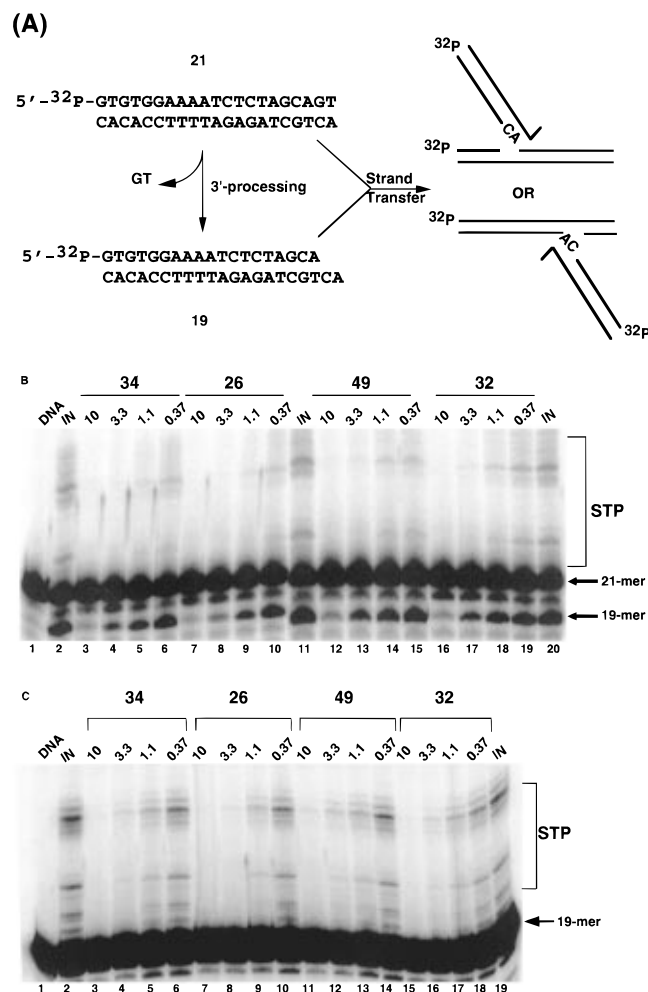 (A)
21
5'-32P-GTGTGGAAAATCTCTAGCAGT
CACACCTTTTAGAGATCGTCA
GT
3'-processing
5'-32P-GTGTGGAAAATCTCTAGCA
CACACCTTTTAGAGATCGTCA
19
Strand
Transfer
32P
CA
32P
OR
32P
AC
32P
B
34 26 49 32
DNA IN 10 3.3 1.1 0.37 10 3.3 1.1 0.37 IN 10 3.3 1.1 0.37 10 3.3 1.1 0.37 IN
STP
21-mer
19-mer
1 2 3 4 5 6 7 8 9 10 11 12 13 14 15 16 17 18 19 20
C
34 26 49 32
DNA IN 10 3.3 1.1 0.37 10 3.3 1.1 0.37 10 3.3 1.1 0.37 10 3.3 1.1 0.37 IN
STP
19-mer
1 2 3 4 5 6 7 8 9 10 11 12 13 14 15 16 17 18 19